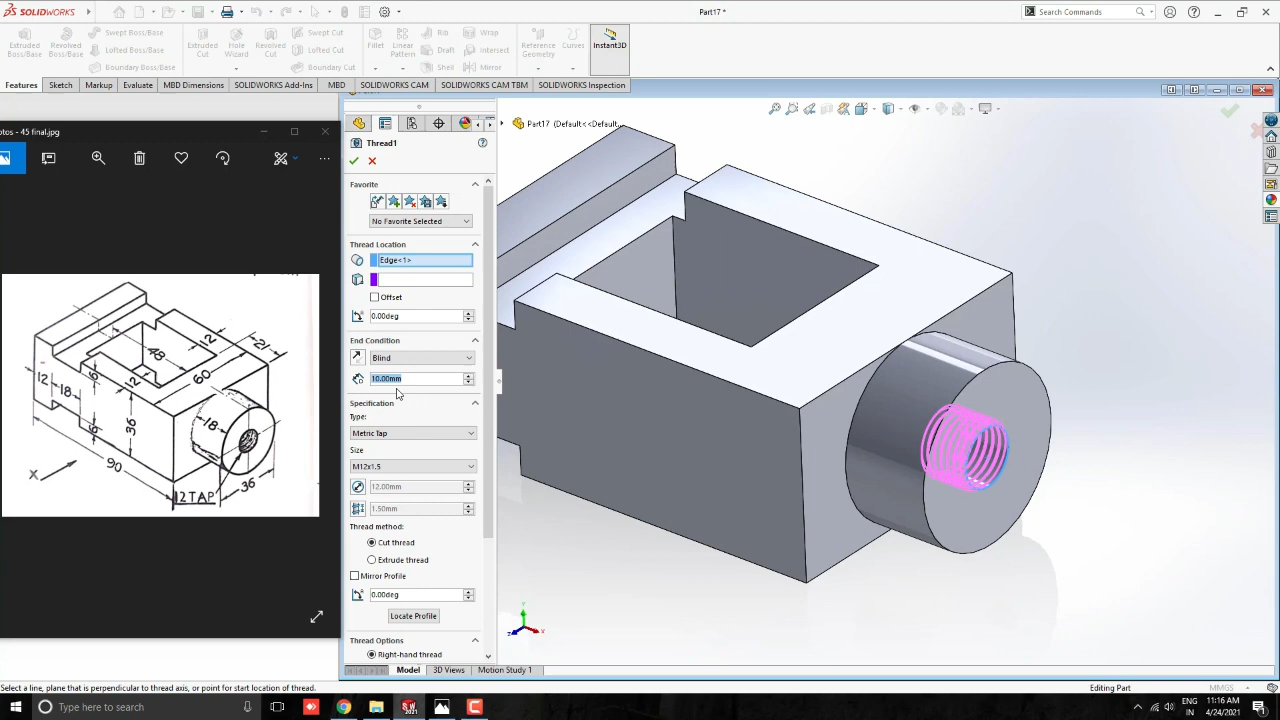 SOLIDWORKS
Part17 *
Search Commands
Extruded Boss/Base
Revolved Boss/Base
Swept Boss/Base
Lofted Boss/Base
Boundary Boss/Base
Extruded Cut
Hole Wizard
Revolved Cut
Swept Cut
Lofted Cut
Boundary Cut
Fillet
Linear Pattern
Rib
Draft
Shell
Wrap
Intersect
Mirror
Reference Geometry
Curves
Instant3D
Features
Sketch
Markup
Evaluate
MBD Dimensions
SOLIDWORKS Add-Ins
MBD
SOLIDWORKS CAM
SOLIDWORKS CAM TBM
SOLIDWORKS Inspection
otos - 45 final.jpg
Part17 (Default<<Default...
Thread1
Favorite
No Favorite Selected
Thread Location
Edge<1>
Offset
0.00deg
End Condition
Blind
10.00mm
Specification
Type:
Metric Tap
Size
M12x1.5
12.00mm
1.50mm
Thread method:
Cut thread
Extrude thread
Mirror Profile
0.00deg
Locate Profile
Thread Options
Right-hand thread
12
21
48
60
12
18
6
12
18
36
6
90
X
12 TAP
36
Y
X
Z
Model
3D Views
Motion Study 1
Select a line, plane that is perpendicular to thread axis, or point for start location of thread.
Editing Part
MMGS
Type here to search
SW
2021
ENG
IN
11:16 AM
4/24/2021